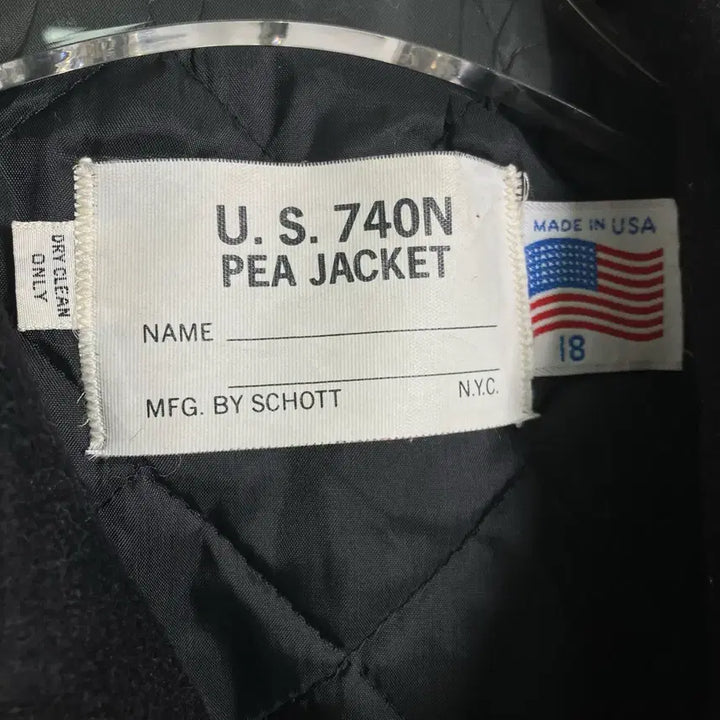 U. S. 740N
PEA JACKET
NAME
MFG. BY SCHOTT N.Y.C.
DRY CLEAN
ONLY
MADE IN USA
18